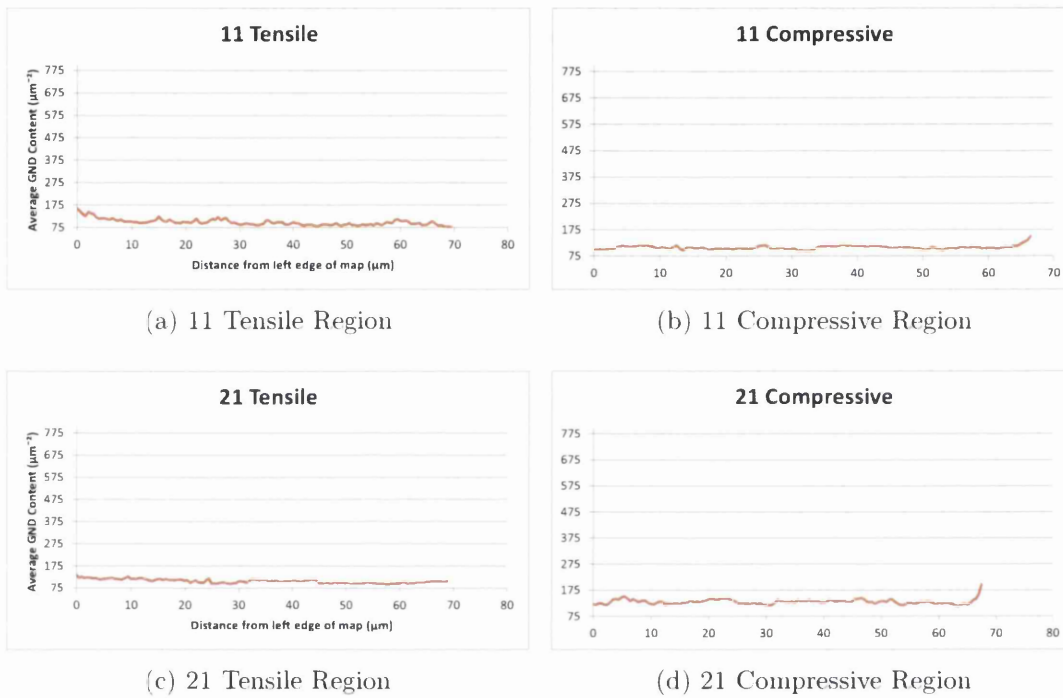 11 Tensile
Average GND Content (µm⁻²)
775
675
575
475
375
275
175
75
0 10 20 30 40 50 60 70 80
Distance from left edge of map (µm)
(a) 11 Tensile Region
11 Compressive
775
675
575
475
375
275
175
75
0 10 20 30 40 50 60 70
(b) 11 Compressive Region
21 Tensile
Average GND Content (µm⁻²)
775
675
575
475
375
275
175
75
0 10 20 30 40 50 60 70 80
Distance from left edge of map (µm)
(c) 21 Tensile Region
21 Compressive
775
675
575
475
375
275
175
75
0 10 20 30 40 50 60 70 80
(d) 21 Compressive Region